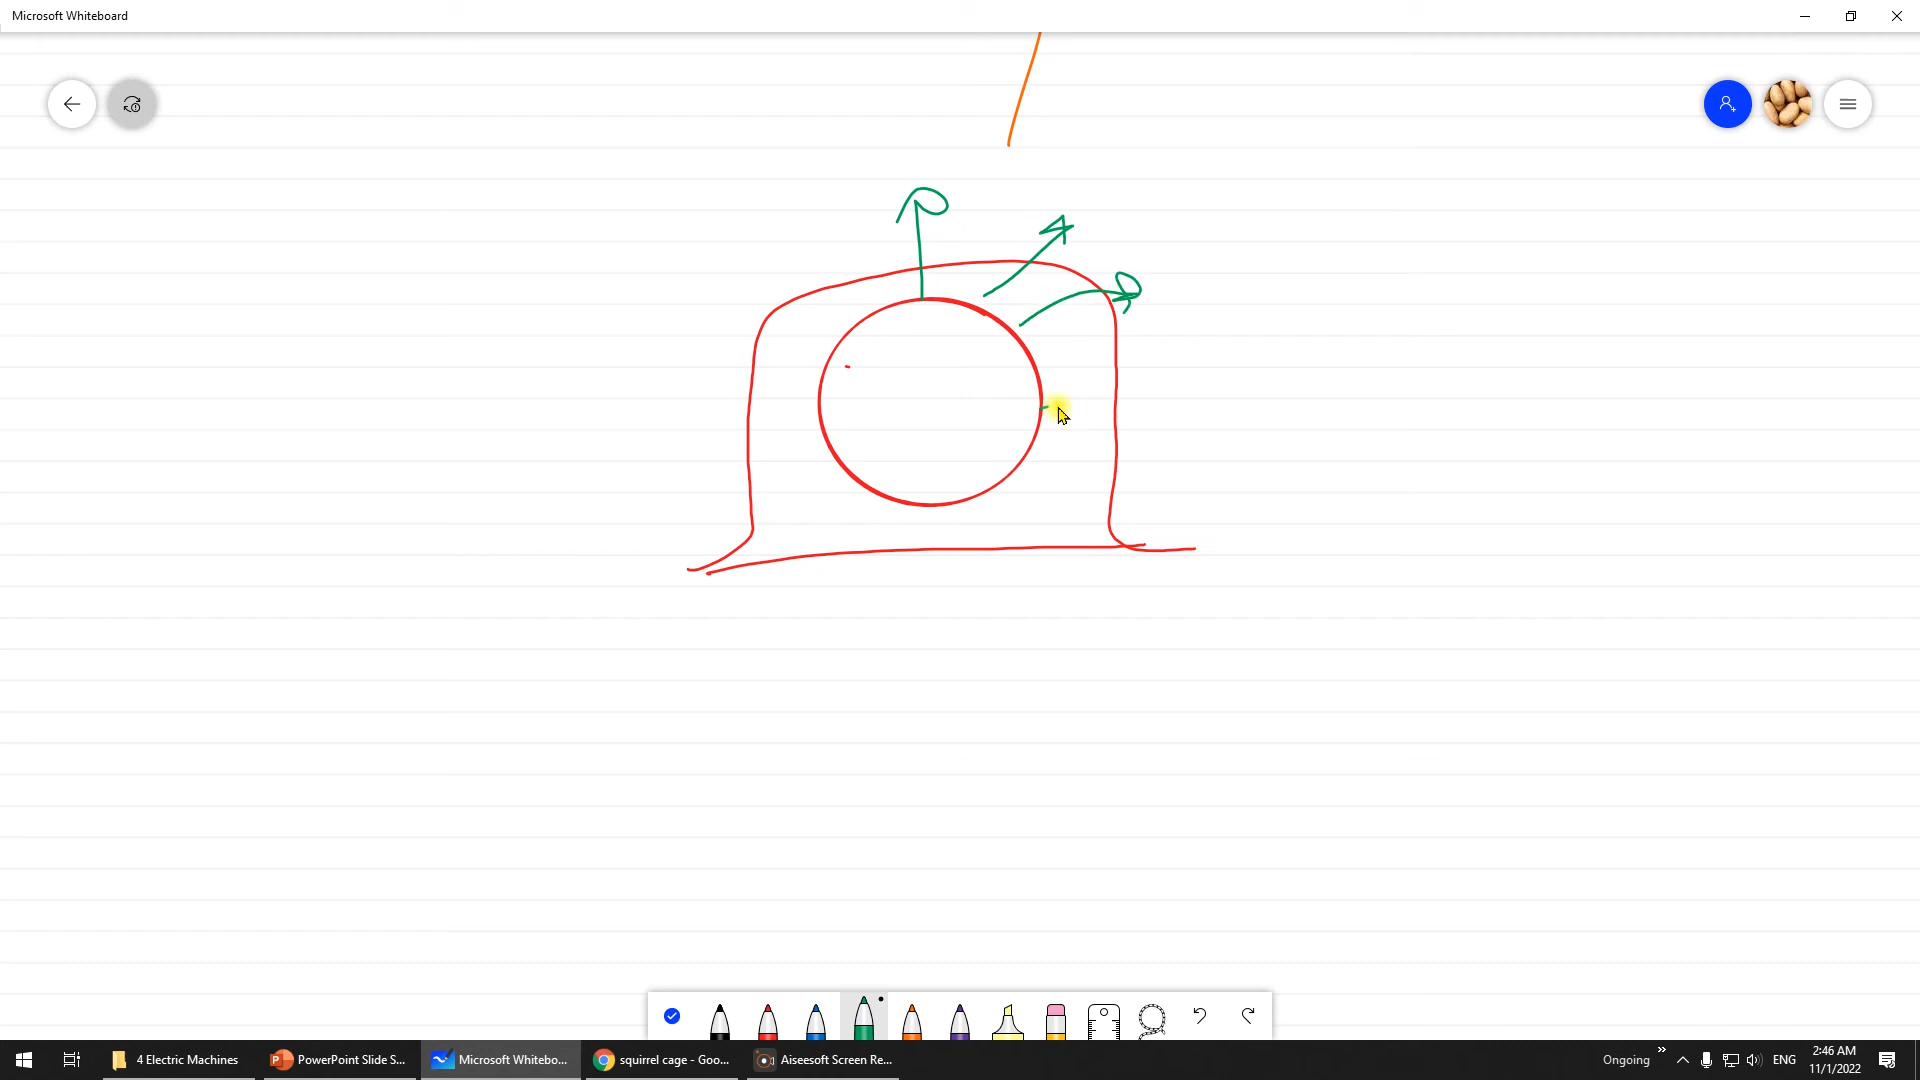 Microsoft Whiteboard
4 Electric Machines
PowerPoint Slide S...
Microsoft Whitebo...
squirrel cage - Goo...
Aiseesoft Screen Re...
Ongoing
ENG
2:46 AM
11/1/2022